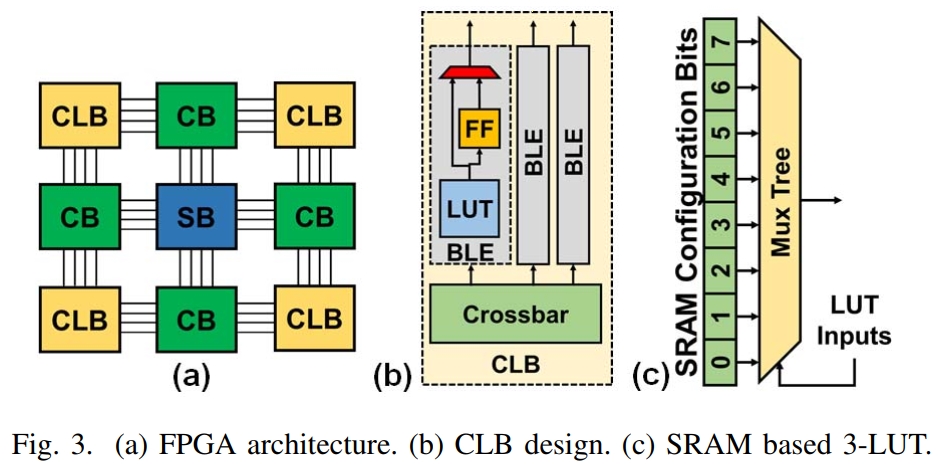 CLB CB CLB
CB SB CB
CLB CB CLB
(a)
FF
LUT
BLE
BLE
BLE
Crossbar
CLB
(b)
SRAM Configuration Bits
7
6
5
4
3
2
1
0
Mux Tree
LUT
Inputs
(c)
Fig. 3. (a) FPGA architecture. (b) CLB design. (c) SRAM based 3-LUT.